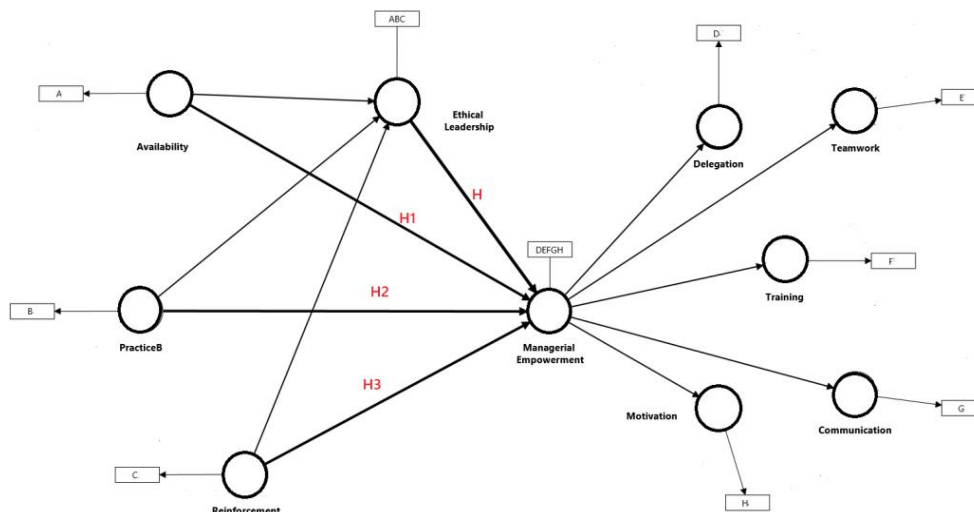 ABC
D
A
E
Ethical
Leadership
Availability
Teamwork
Delegation
H
H1
DEFGH
F
H2
Training
B
PracticeB
Managerial
Empowerment
H3
Motivation
G
Communication
C
Reinforcement
H